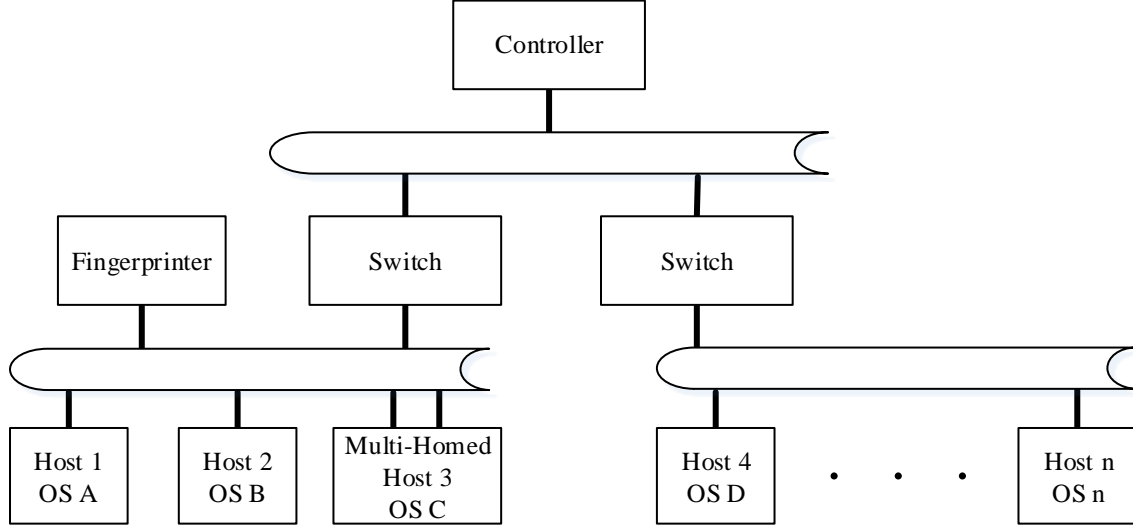 Controller
Fingerprinter
Switch
Switch
Host 1
OS A
Host 2
OS B
Multi-Homed
Host 3
OS C
Host 4
OS D
. . .
Host n
OS n